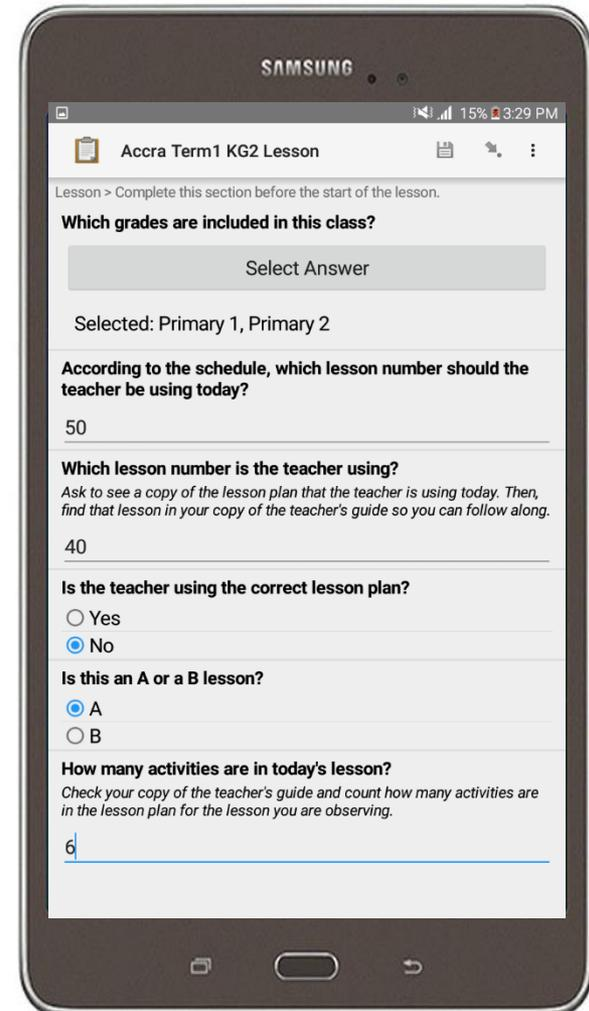 SAMSUNG
15% 3:29 PM
Accra Term1 KG2 Lesson
Lesson > Complete this section before the start of the lesson.
Which grades are included in this class?
Select Answer
Selected: Primary 1, Primary 2
According to the schedule, which lesson number should the
teacher be using today?
50
Which lesson number is the teacher using?
Ask to see a copy of the lesson plan that the teacher is using today. Then,
find that lesson in your copy of the teacher's guide so you can follow along.
40
Is the teacher using the correct lesson plan?
Yes
No
Is this an A or a B lesson?
A
B
How many activities are in today's lesson?
Check your copy of the teacher's guide and count how many activities are
in the lesson plan for the lesson you are observing.
6